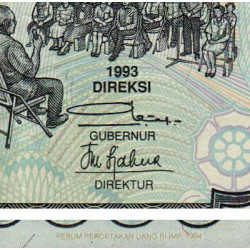 1993
DIREKSI
GUBERNUR
DIREKTUR
PERUM PERCETAKAN UANG RI IMP. 1994